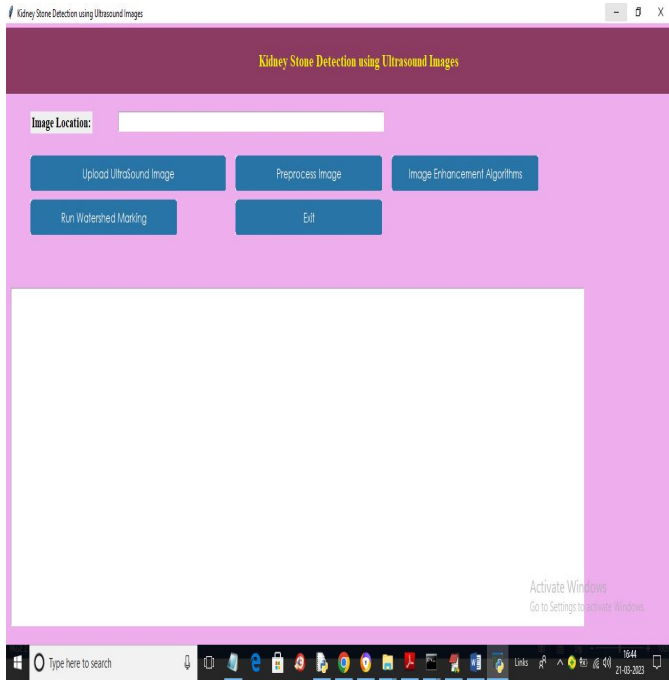 Kidney Stone Detection using Ultrasound Images
Kidney Stone Detection using Ultrasound Images
Image Location:
Upload UltraSound Image Preprocess Image Image Enhancement Algorithms
Run Watershed Marking Exit
Activate Windows
Go to Settings to activate Windows.
Type here to search
Links
16:44
21-03-2023